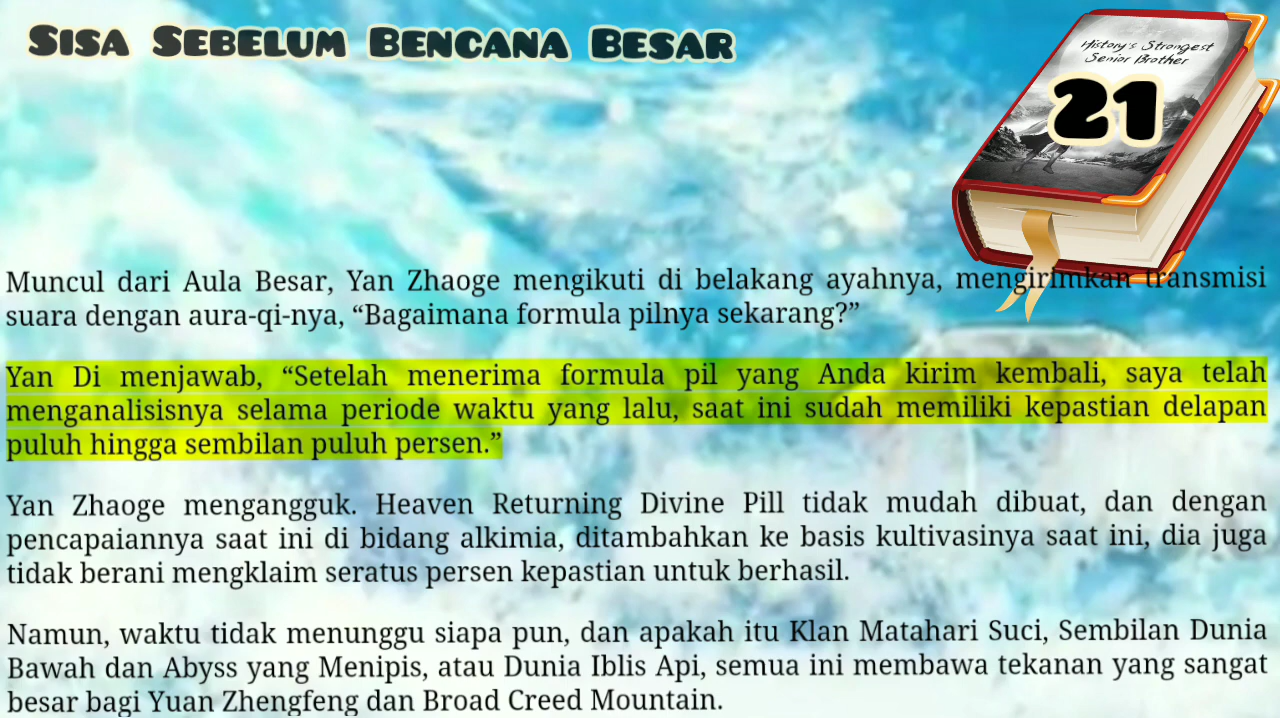 Sisa Sebelum Bencana Besar
History's Strongest
Senior Brother
21
Muncul dari Aula Besar, Yan Zhaoge mengikuti di belakang ayahnya, mengirimkan transmisi
suara dengan aura-qi-nya, “Bagaimana formula pilnya sekarang?”
Yan Di menjawab, “Setelah menerima formula pil yang Anda kirim kembali, saya telah
menganalisisnya selama periode waktu yang lalu, saat ini sudah memiliki kepastian delapan
puluh hingga sembilan puluh persen.”
Yan Zhaoge mengangguk. Heaven Returning Divine Pill tidak mudah dibuat, dan dengan
pencapaiannya saat ini di bidang alkimia, ditambahkan ke basis kultivasinya saat ini, dia juga
tidak berani mengklaim seratus persen kepastian untuk berhasil.
Namun, waktu tidak menunggu siapa pun, dan apakah itu Klan Matahari Suci, Sembilan Dunia
Bawah dan Abyss yang Menipis, atau Dunia Iblis Api, semua ini membawa tekanan yang sangat
besar bagi Yuan Zhengfeng dan Broad Creed Mountain.